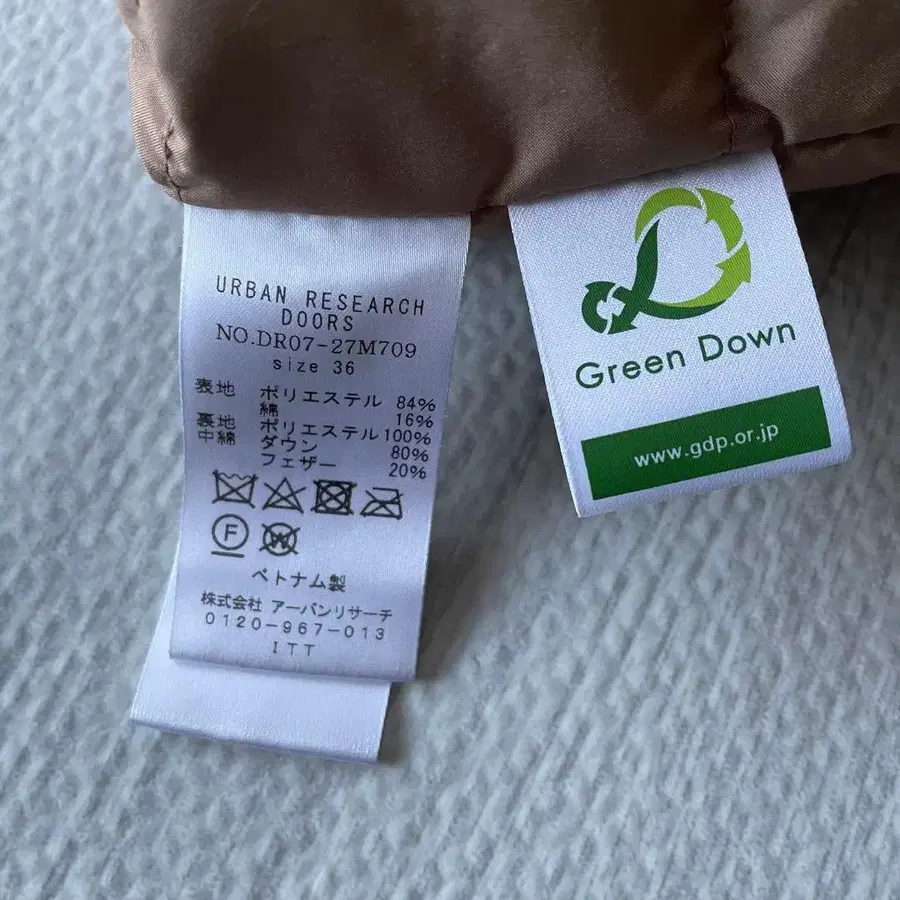 URBAN RESEARCH
DOORS
NO.DR07-27M709
size 36
表地 ポリエステル 84%
綿 16%
裏地 ポリエステル 100%
中綿 ダウン 80%
フェザー 20%
F
W
ベトナム製
株式会社 アーバンリサーチ
0120-967-013
ITT
Green Down
www.gdp.or.jp